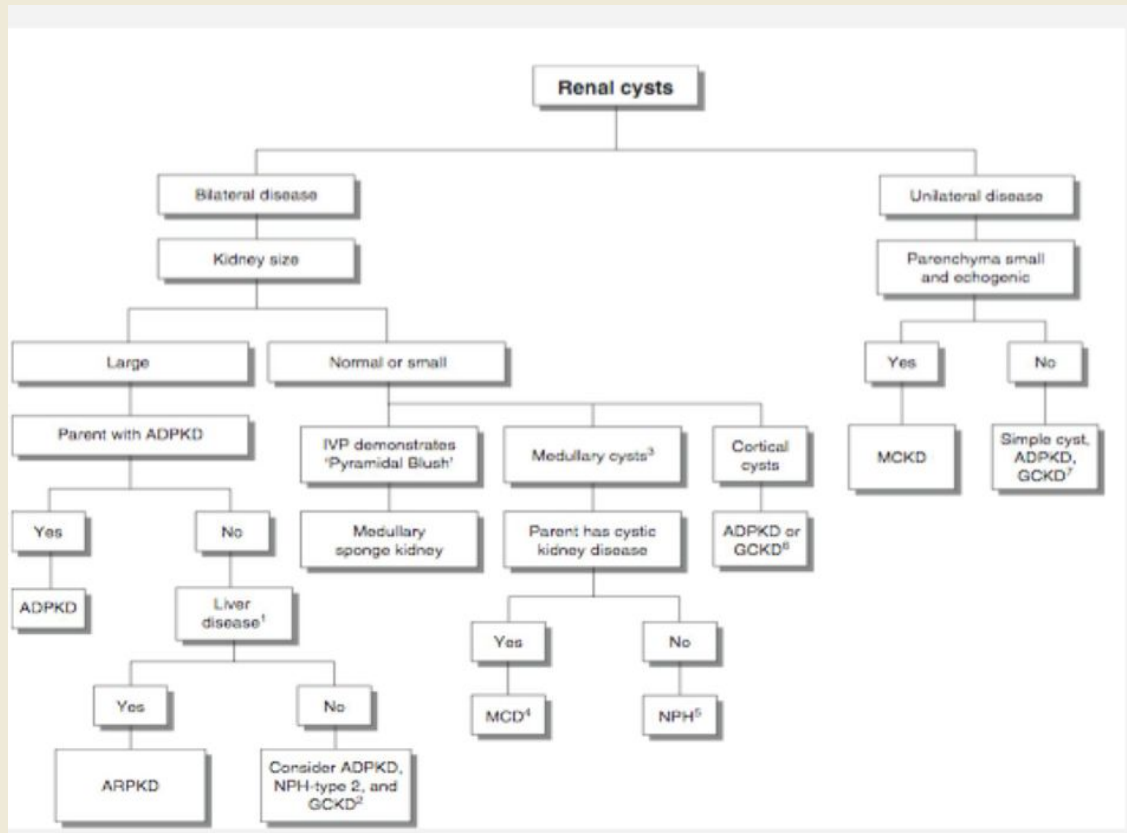 Renal cysts
Bilateral disease
Unilateral disease
Kidney size
Parenchyma small
and echogenic
Large
Normal or small
Yes
No
Parent with ADPKD
IVP demonstrates
'Pyramidal Blush'
Medullary cysts³
Cortical
cysts
MCKD
Simple cyst,
ADPKD,
GCKD⁷
Yes
No
Medullary
sponge kidney
Parent has cystic
kidney disease
ADPKD or
GCKD⁶
ADPKD
Liver
disease¹
Yes
No
Yes
No
MCD⁴
NPH⁵
ARPKD
Consider ADPKD,
NPH-type 2, and
GCKD²